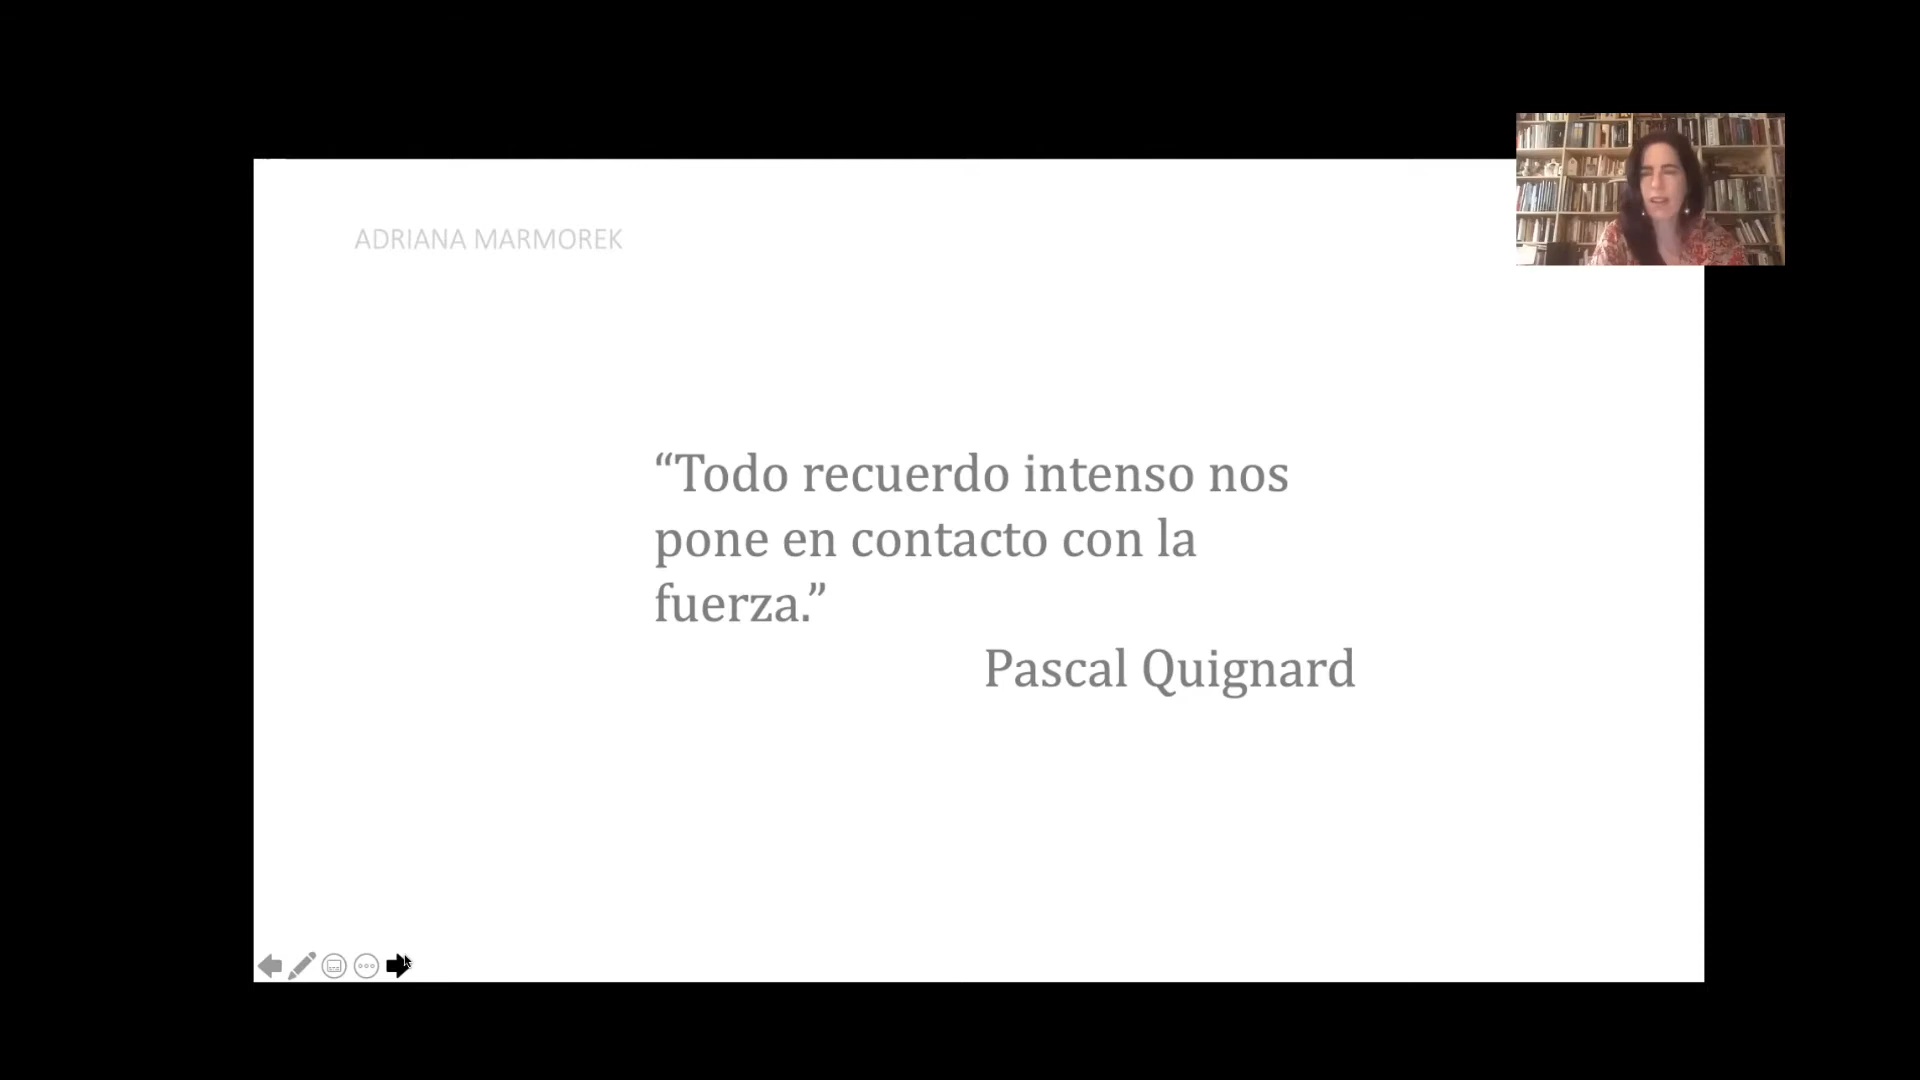 ADRIANA MARMOREK
“Todo recuerdo intenso nos
pone en contacto con la
fuerza.”
Pascal Quignard